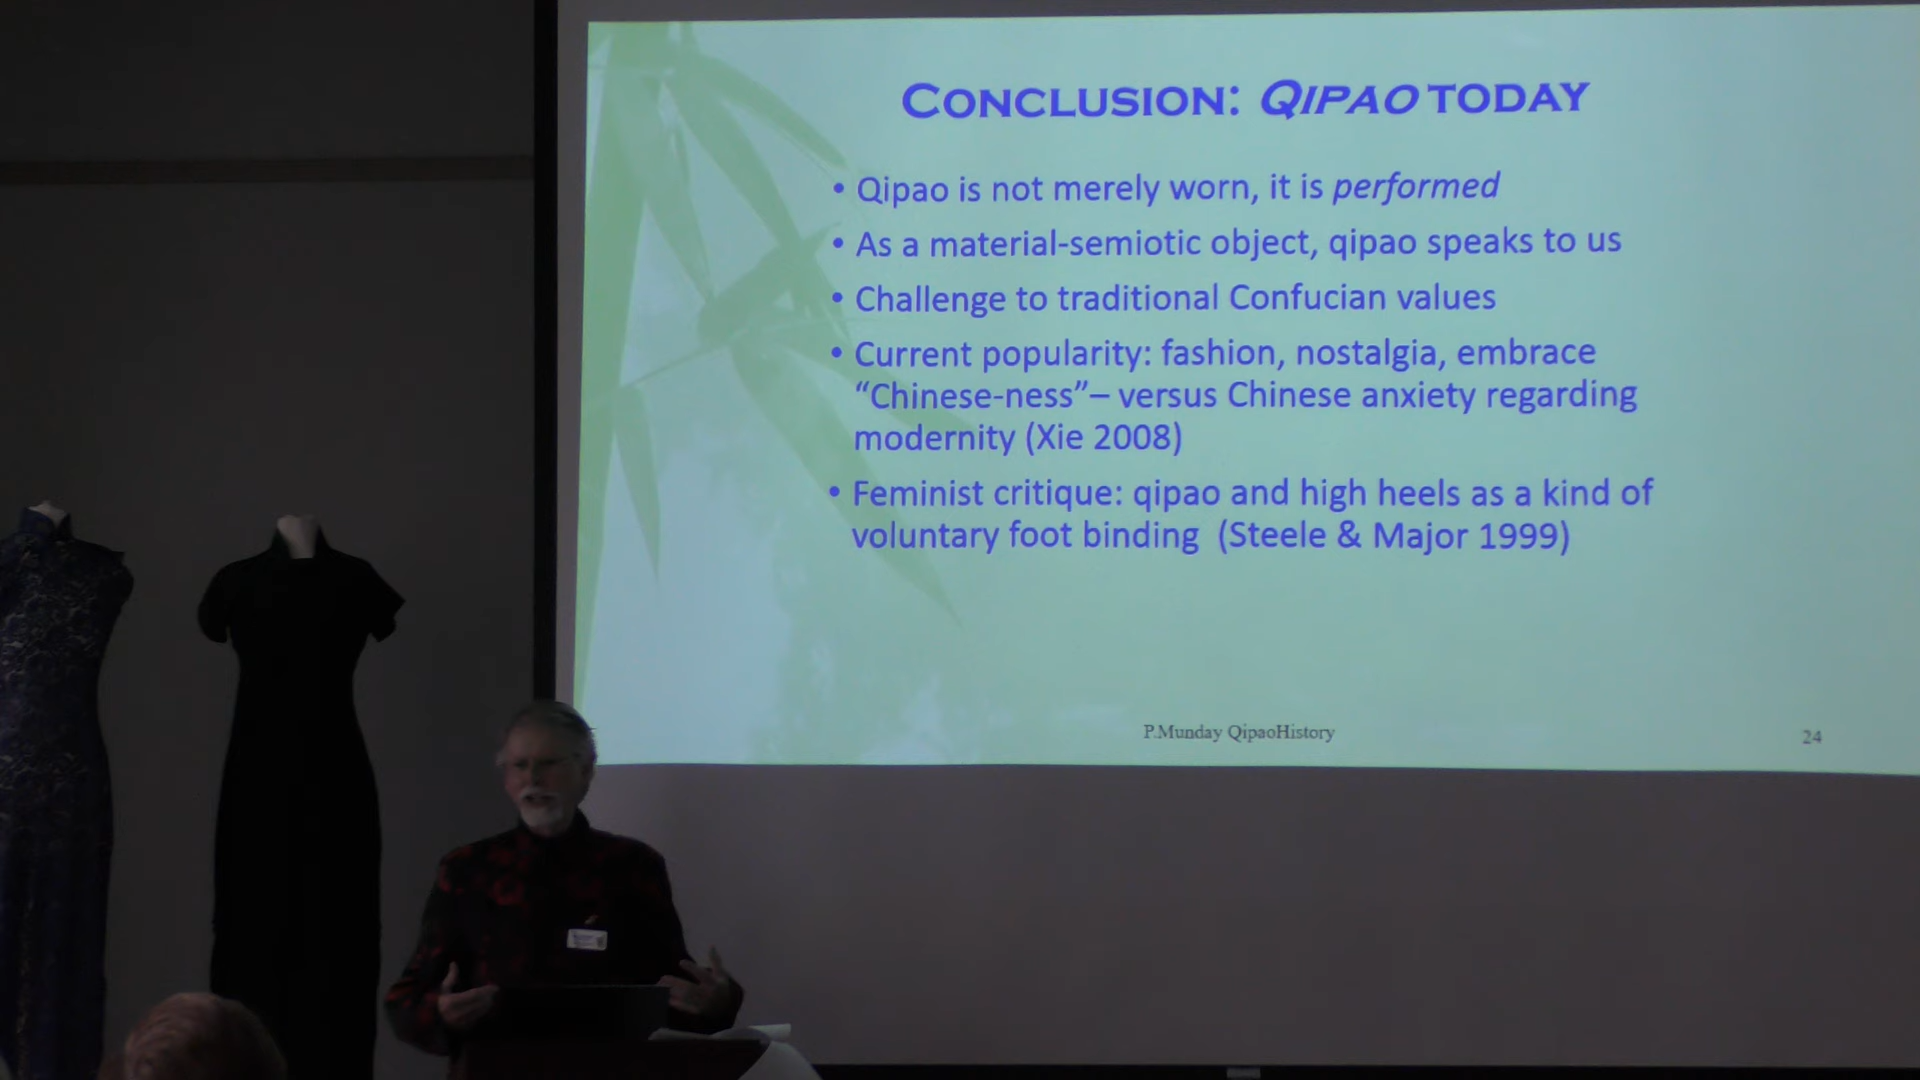 CONCLUSION: QIPAO TODAY
• Qipao is not merely worn, it is performed
• As a material-semiotic object, qipao speaks to us
• Challenge to traditional Confucian values
• Current popularity: fashion, nostalgia, embrace
“Chinese-ness”– versus Chinese anxiety regarding
modernity (Xie 2008)
• Feminist critique: qipao and high heels as a kind of
voluntary foot binding (Steele & Major 1999)
P.Munday QipaoHistory
24